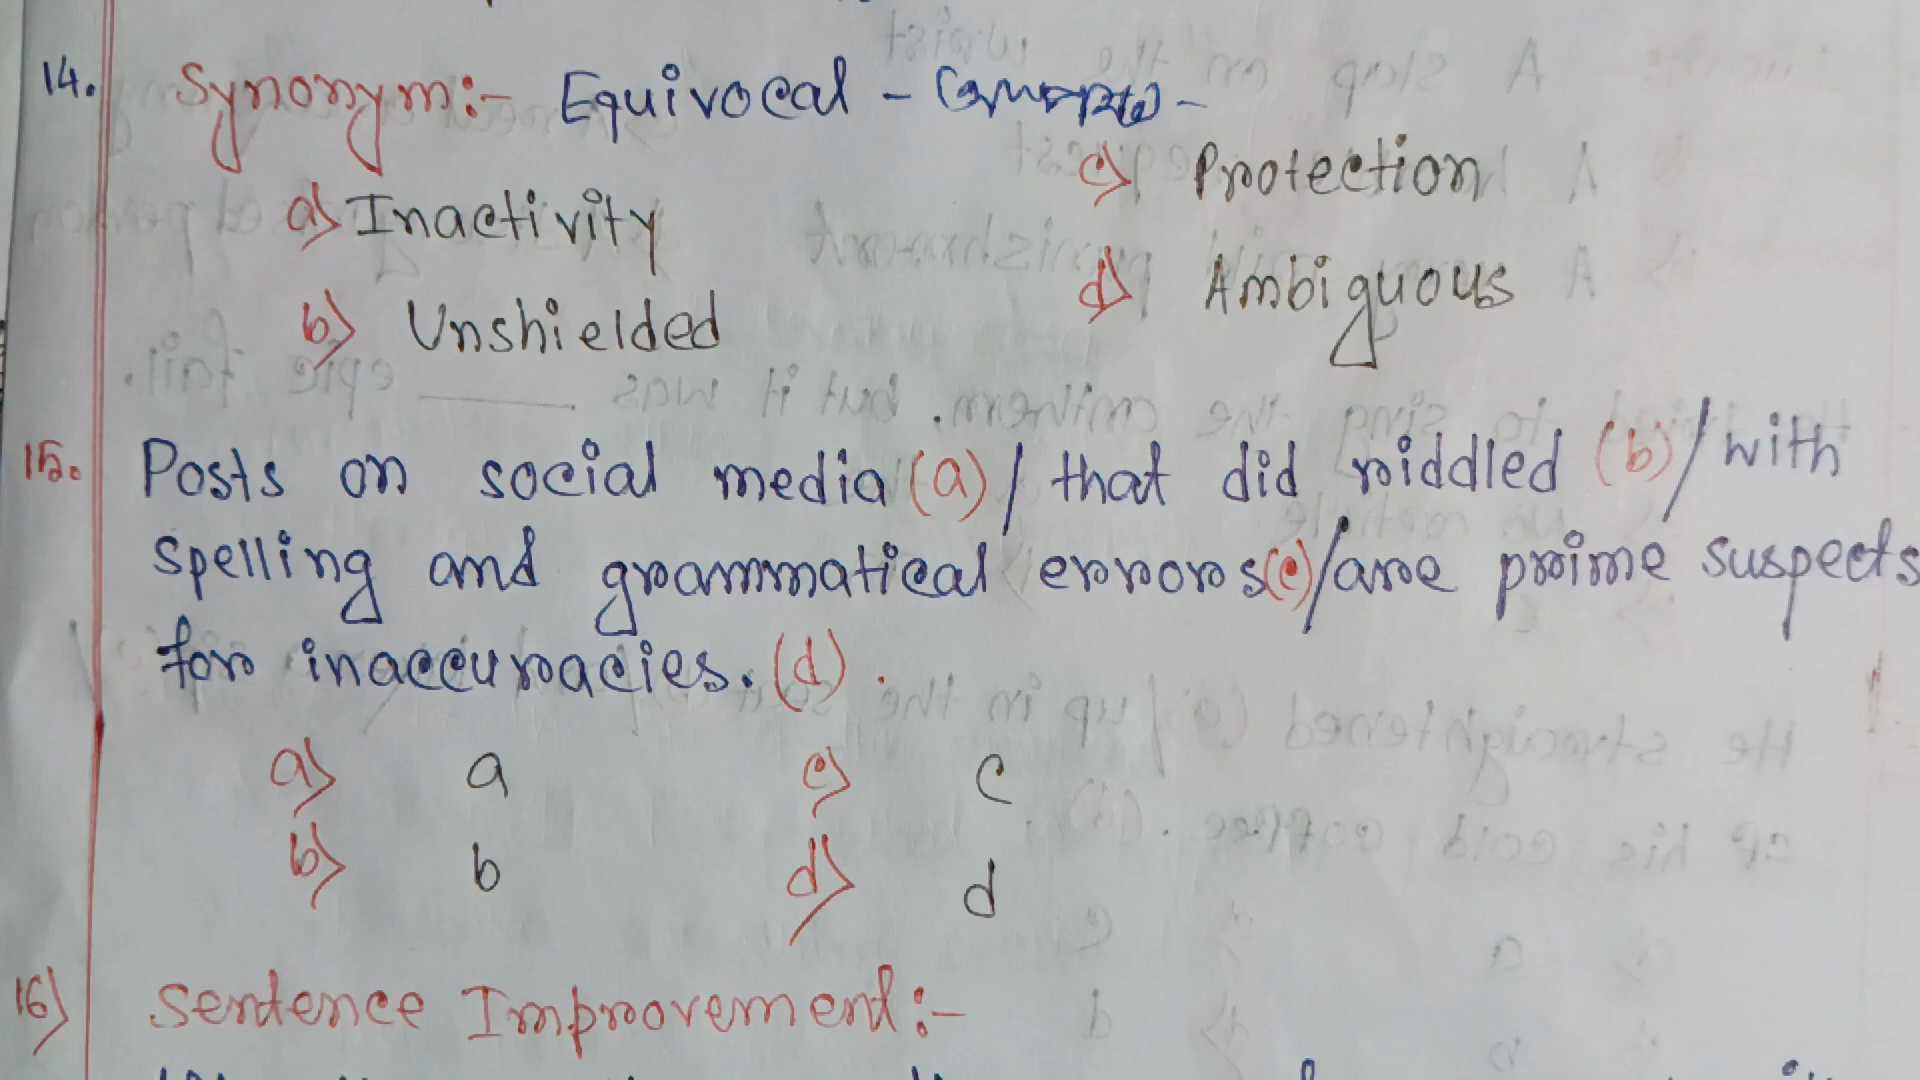 14. Synonym:- Equivocal -
a) Inactivity
b) Unshielded
c) Protection
d) Ambiguous
15. Posts on social media (a) / that did riddled (b) / with
spelling and grammatical errors (c) / are prime suspects
for inaccuracies. (d).
a) a
b) b
c) c
d) d
16) Sentence Improvement:-